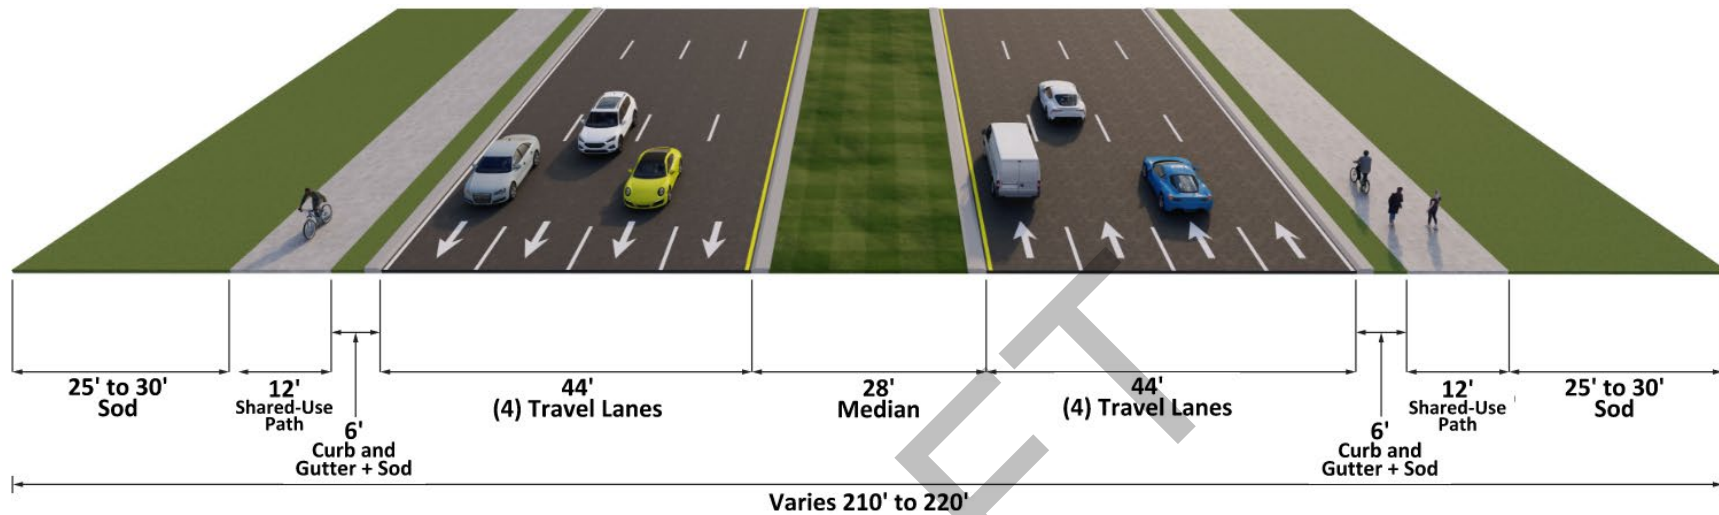 25' to 30'
Sod
12'
Shared-Use
Path
6'
Curb and
Gutter + Sod
44'
(4) Travel Lanes
28'
Median
44'
(4) Travel Lanes
6'
Curb and
Gutter + Sod
12'
Shared-Use
Path
25' to 30'
Sod
Varies 210' to 220'
CT